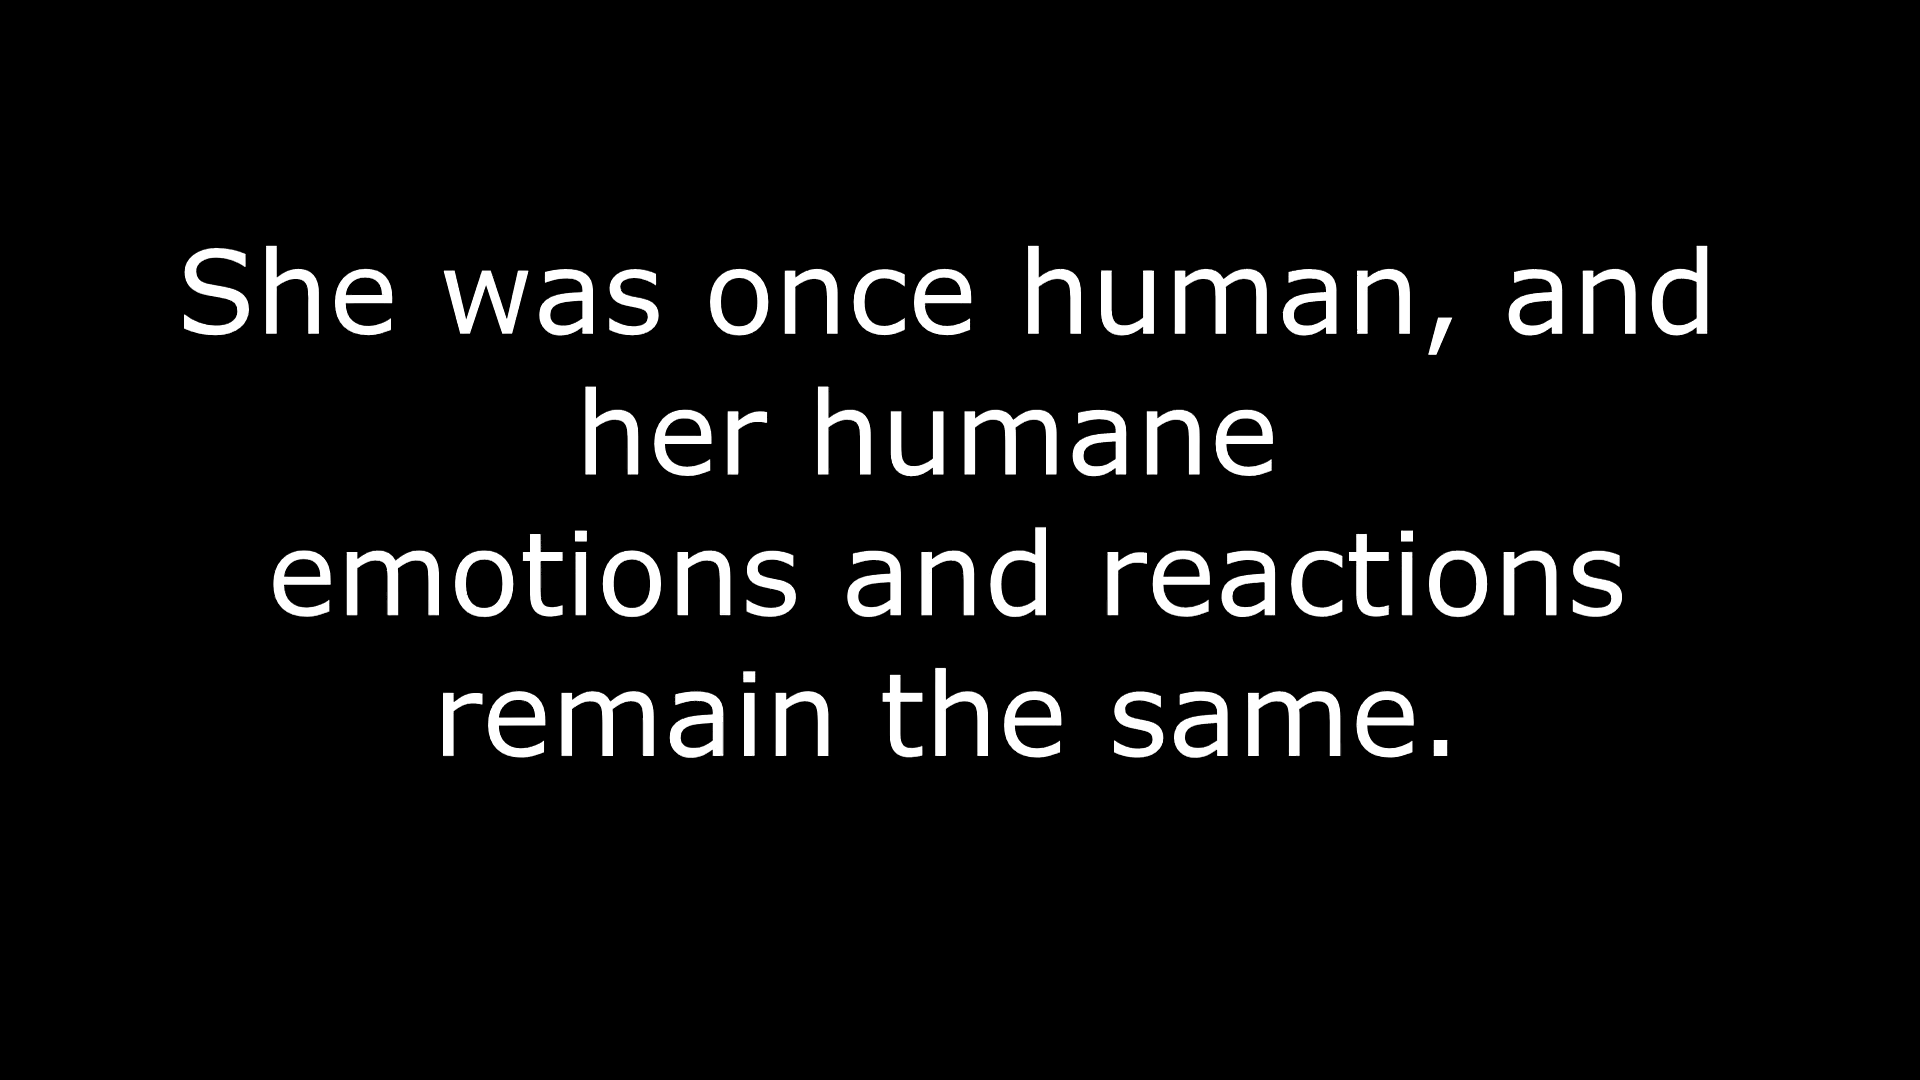 She was once human, and
her humane
emotions and reactions
remain the same.